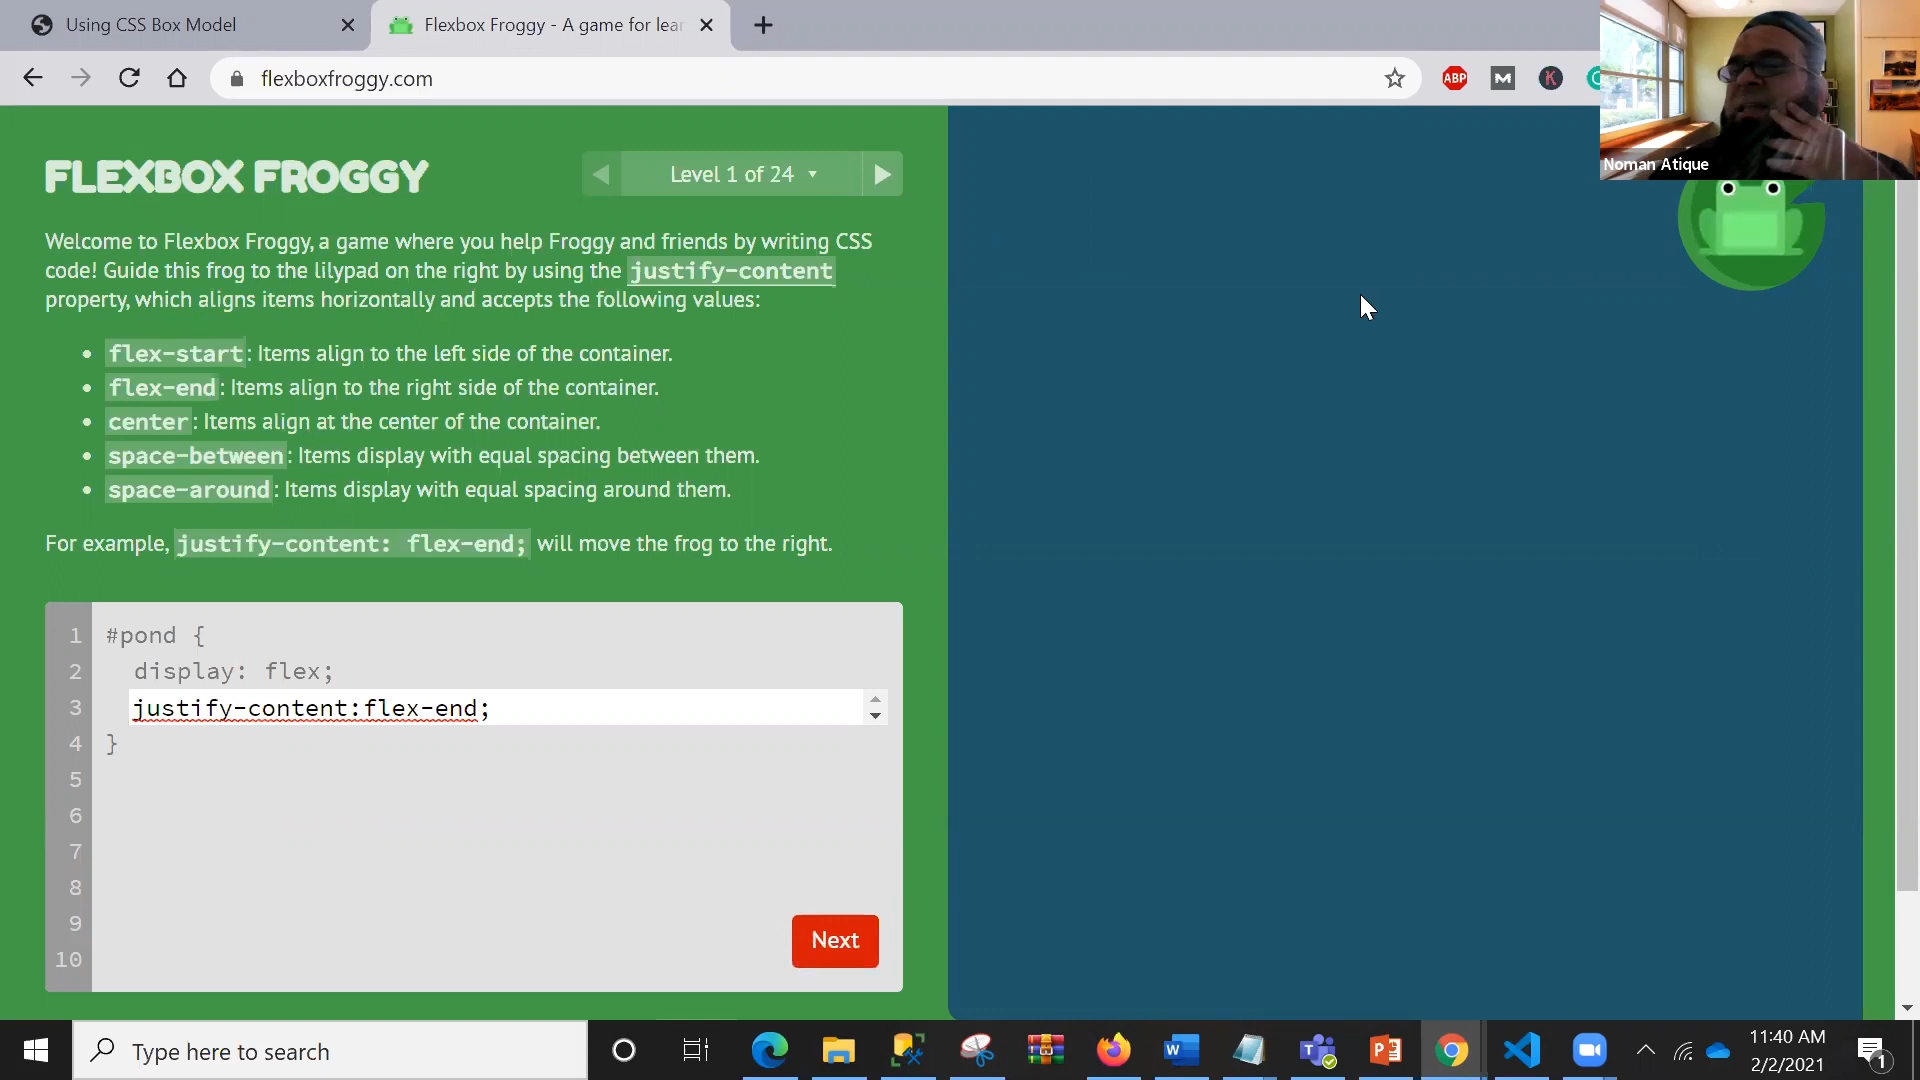 Using CSS Box Model
Flexbox Froggy - A game for lear
flexboxfroggy.com
ABP
M
K
Noman Atique
FLEXBOX FROGGY
Level 1 of 24
Welcome to Flexbox Froggy, a game where you help Froggy and friends by writing CSS
code! Guide this frog to the lilypad on the right by using the justify-content
property, which aligns items horizontally and accepts the following values:
flex-start: Items align to the left side of the container.
flex-end: Items align to the right side of the container.
center: Items align at the center of the container.
space-between: Items display with equal spacing between them.
space-around: Items display with equal spacing around them.
For example, justify-content: flex-end; will move the frog to the right.
1 #pond {
2 display: flex;
3 justify-content:flex-end;
4 }
5
6
7
8
9
10
Next
Type here to search
11:40 AM
2/2/2021
1